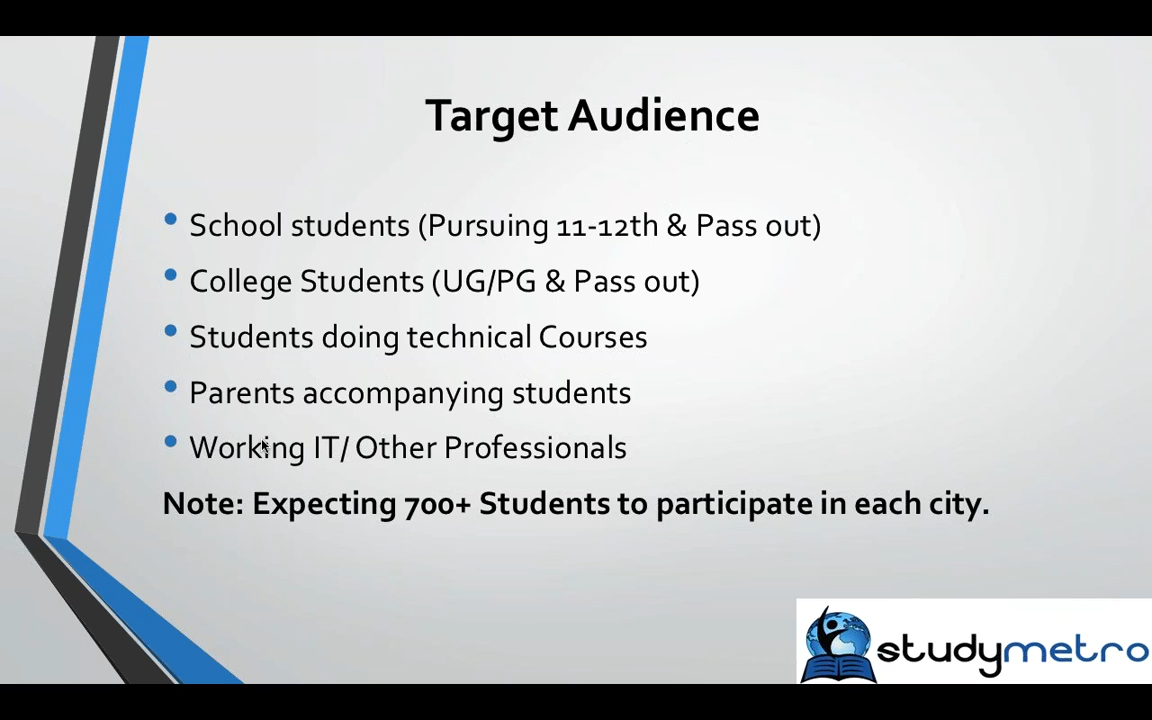 Target Audience
• School students (Pursuing 11-12th & Pass out)
• College Students (UG/PG & Pass out)
• Students doing technical Courses
• Parents accompanying students
• Working IT/ Other Professionals
Note: Expecting 700+ Students to participate in each city.
studymetro